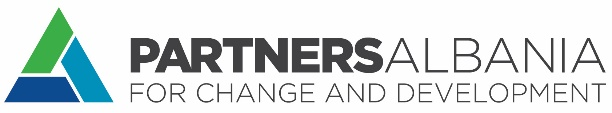 PARTNERSALBANIA
FOR CHANGE AND DEVELOPMENT